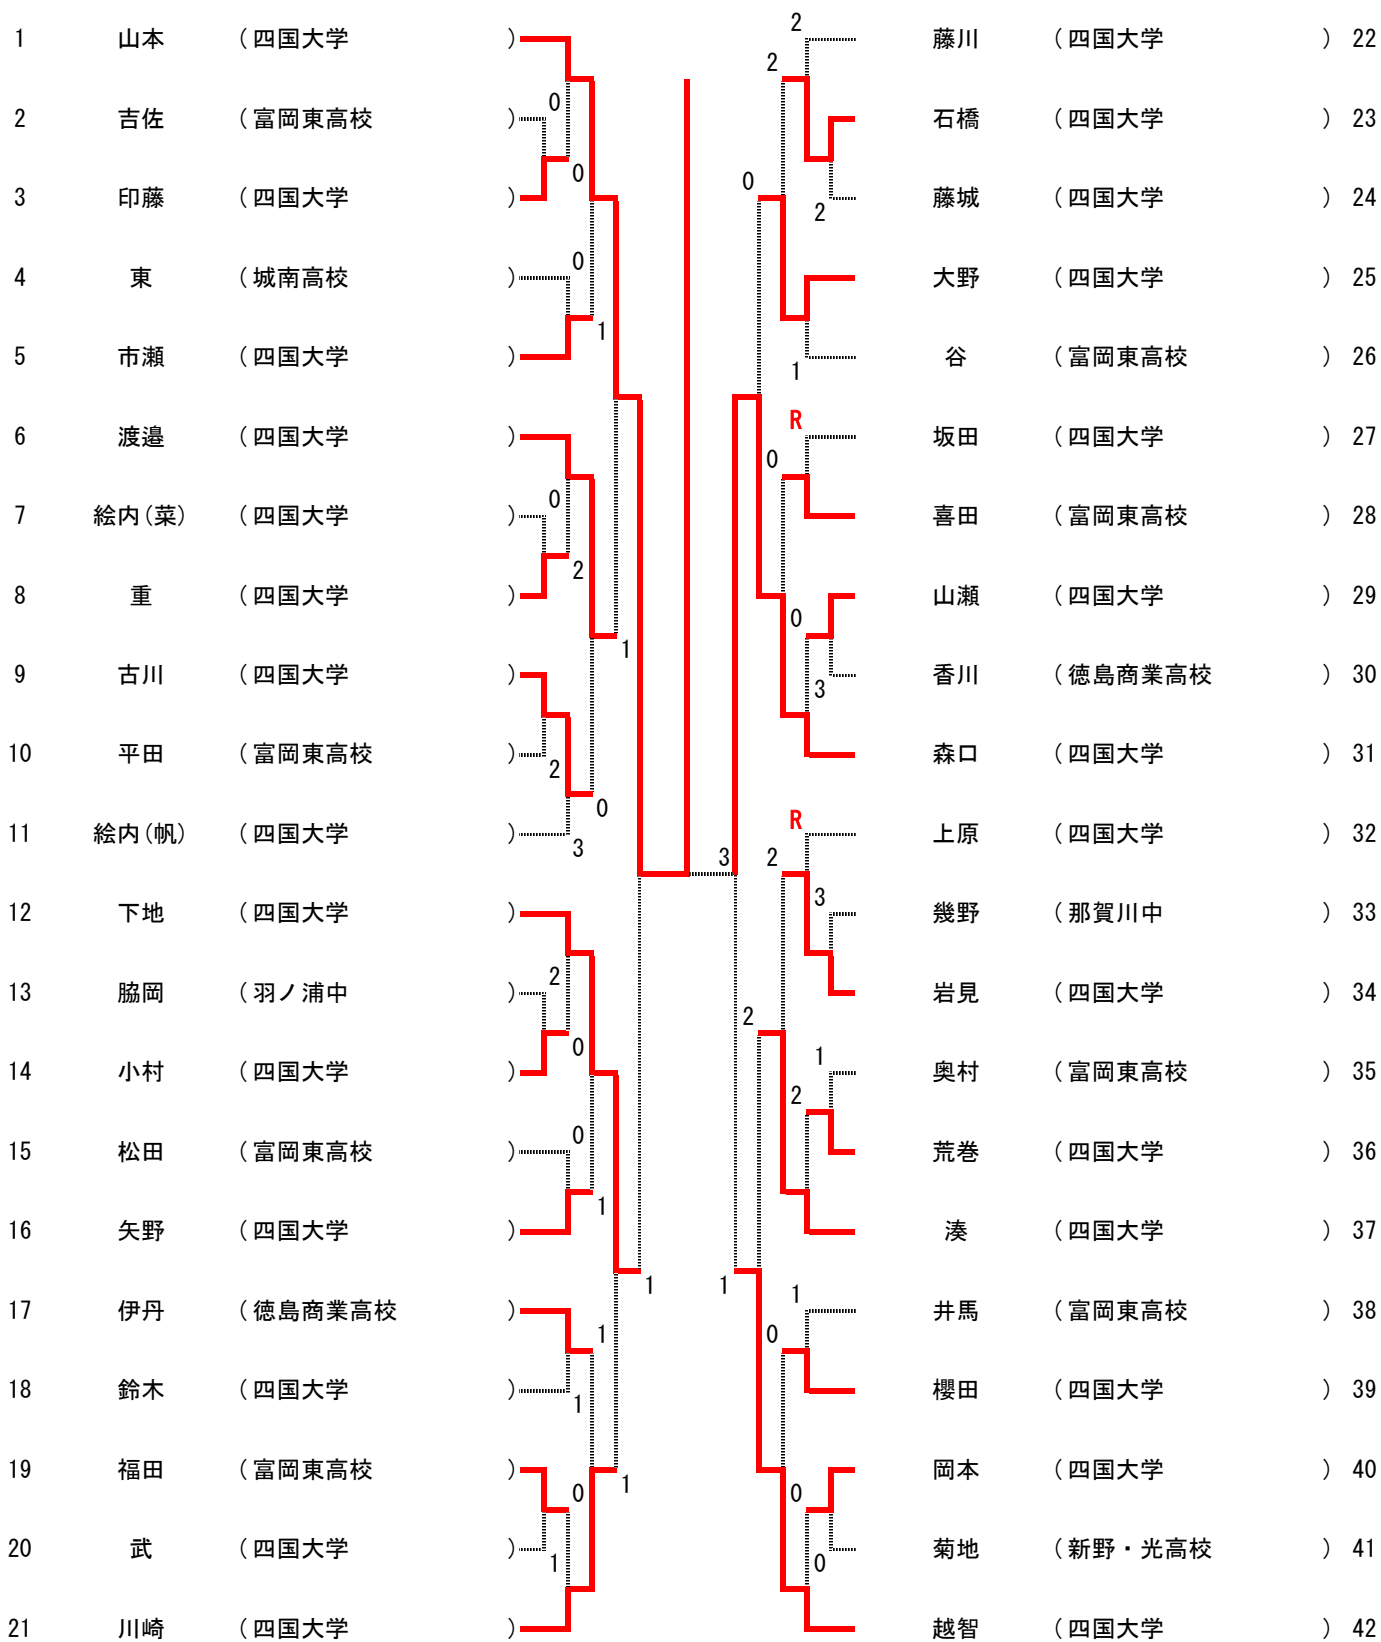 1 山本 (四国大学 )
2 吉佐 (富岡東高校 )
3 印藤 (四国大学 )
4 東 (城南高校 )
5 市瀬 (四国大学 )
6 渡邉 (四国大学 )
7 絵内(菜) (四国大学 )
8 重 (四国大学 )
9 古川 (四国大学 )
10 平田 (富岡東高校 )
11 絵内(帆) (四国大学 )
12 下地 (四国大学 )
13 脇岡 (羽ノ浦中 )
14 小村 (四国大学 )
15 松田 (富岡東高校 )
16 矢野 (四国大学 )
17 伊丹 (徳島商業高校 )
18 鈴木 (四国大学 )
19 福田 (富岡東高校 )
20 武 (四国大学 )
21 川崎 (四国大学 )
0
0
0
1
0
2
1
2
0
3
2
0
0
1
1
1
1
0
1
1
3
2
2
0
2
1
R
0
0
3
R
2
3
2
1
2
1
1
0
0
0
藤川 (四国大学 ) 22
石橋 (四国大学 ) 23
藤城 (四国大学 ) 24
大野 (四国大学 ) 25
谷 (富岡東高校 ) 26
坂田 (四国大学 ) 27
喜田 (富岡東高校 ) 28
山瀬 (四国大学 ) 29
香川 (徳島商業高校 ) 30
森口 (四国大学 ) 31
上原 (四国大学 ) 32
幾野 (那賀川中 ) 33
岩見 (四国大学 ) 34
奥村 (富岡東高校 ) 35
荒巻 (四国大学 ) 36
湊 (四国大学 ) 37
井馬 (富岡東高校 ) 38
櫻田 (四国大学 ) 39
岡本 (四国大学 ) 40
菊地 (新野・光高校 ) 41
越智 (四国大学 ) 42